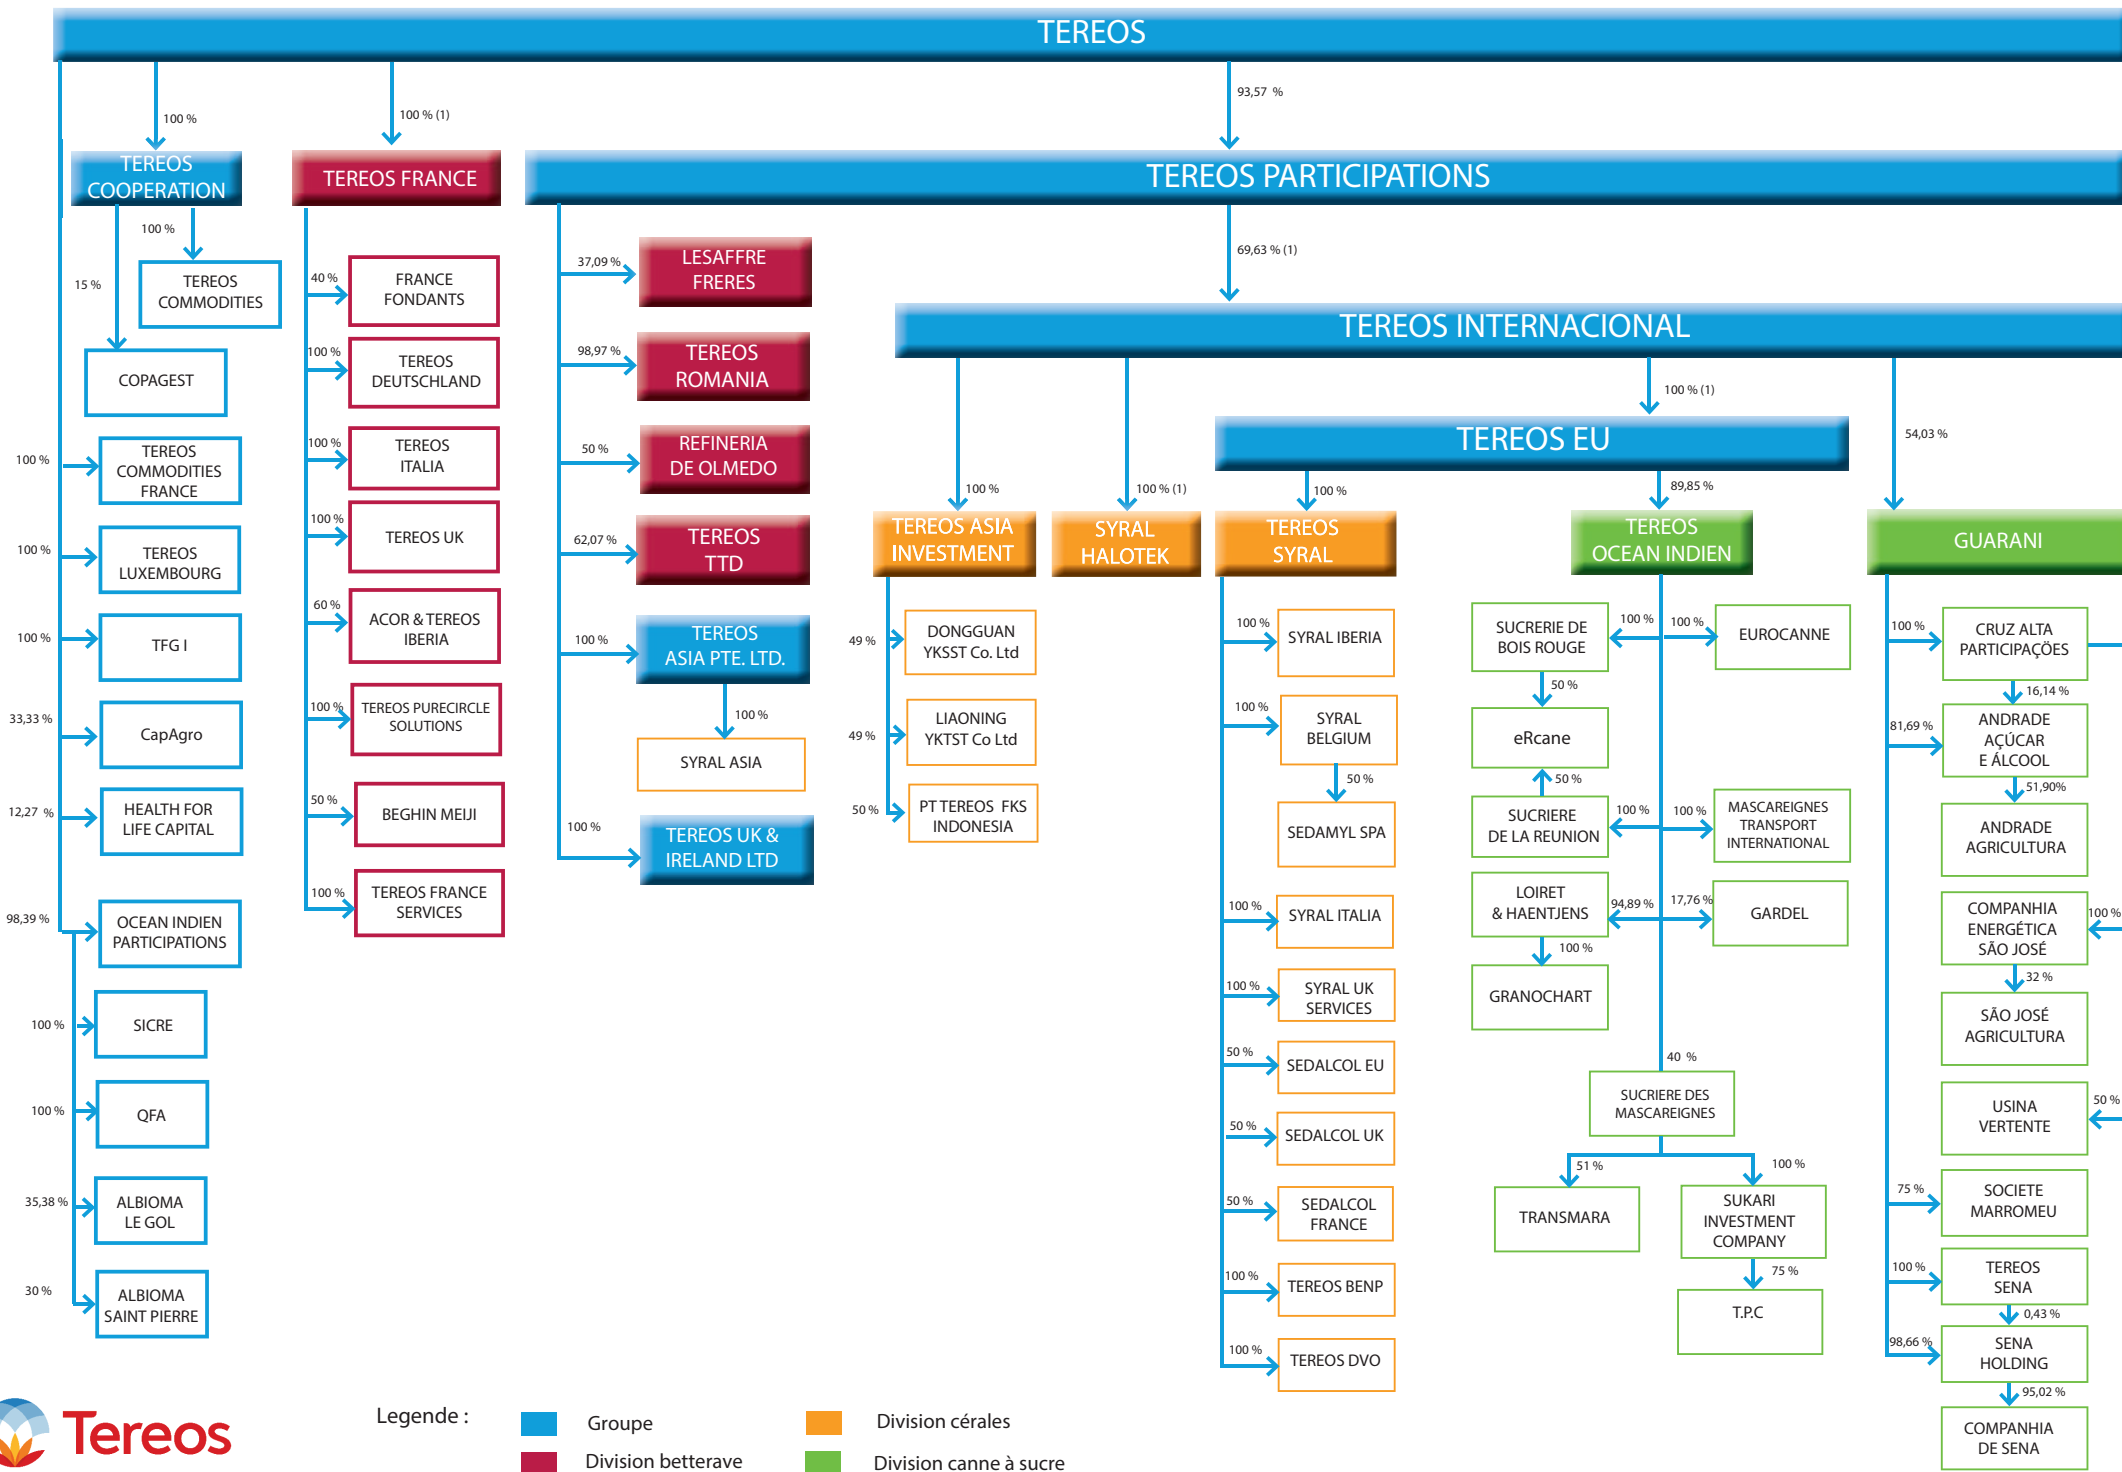 TEREOS
100 %
100 % (1)
93,57 %
TEREOS
COOPERATION
TEREOS FRANCE
TEREOS PARTICIPATIONS
15 %
100 %
TEREOS
COMMODITIES
COPAGEST
100 %
TEREOS
COMMODITIES
FRANCE
100 %
TEREOS
LUXEMBOURG
100 %
TFG I
33,33 %
CapAgro
12,27 %
HEALTH FOR
LIFE CAPITAL
98,39 %
OCEAN INDIEN
PARTICIPATIONS
100 %
SICRE
100 %
QFA
35,38 %
ALBIOMA
LE GOL
30 %
ALBIOMA
SAINT PIERRE
40 %
FRANCE
FONDANTS
100 %
TEREOS
DEUTSCHLAND
100 %
TEREOS
ITALIA
100 %
TEREOS UK
60 %
ACOR & TEREOS
IBERIA
100 %
TEREOS PURECIRCLE
SOLUTIONS
50 %
BEGHIN MEIJI
100 %
TEREOS FRANCE
SERVICES
37,09 %
LESAFFRE
FRERES
98,97 %
TEREOS
ROMANIA
50 %
REFINERIA
DE OLMEDO
62,07 %
TEREOS
TTD
100 %
TEREOS
ASIA PTE. LTD.
100 %
SYRAL ASIA
100 %
TEREOS UK &
IRELAND LTD
69,63 % (1)
TEREOS INTERNACIONAL
100 %
100 % (1)
100 % (1)
54,03 %
TEREOS EU
100 %
89,85 %
TEREOS ASIA
INVESTMENT
SYRAL
HALOTEK
TEREOS
SYRAL
TEREOS
OCEAN INDIEN
GUARANI
49 %
DONGGUAN
YKSST Co. Ltd
49 %
LIAONING
YKTST Co Ltd
50 %
PT TEREOS FKS
INDONESIA
100 %
SYRAL IBERIA
100 %
SYRAL
BELGIUM
50 %
SEDAMYL SPA
100 %
SYRAL ITALIA
100 %
SYRAL UK
SERVICES
50 %
SEDALCOL EU
50 %
SEDALCOL UK
50 %
SEDALCOL
FRANCE
100 %
TEREOS BENP
100 %
TEREOS DVO
SUCRERIE DE
BOIS ROUGE
100 %
100 %
EUROCANNE
50 %
eRcane
50 %
SUCRIERE
DE LA REUNION
100 %
100 %
MASCAREIGNES
TRANSPORT
INTERNATIONAL
LOIRET
& HAENTJENS
94,89 %
17,76 %
GARDEL
100 %
GRANOCHART
40 %
SUCRIERE DES
MASCAREIGNES
51 %
100 %
TRANSMARA
SUKARI
INVESTMENT
COMPANY
75 %
T.P.C
100 %
CRUZ ALTA
PARTICIPAÇÕES
16,14 %
81,69 %
ANDRADE
AÇÚCAR
E ÁLCOOL
51,90%
ANDRADE
AGRICULTURA
COMPANHIA
ENERGÉTICA
SÃO JOSÉ
100 %
32 %
SÃO JOSÉ
AGRICULTURA
USINA
VERTENTE
50 %
75 %
SOCIETE
MARROMEU
100 %
TEREOS
SENA
0,43 %
98,66 %
SENA
HOLDING
95,02 %
COMPANHIA
DE SENA
Tereos
Legende :
Groupe
Division betterave
Division cérales
Division canne à sucre